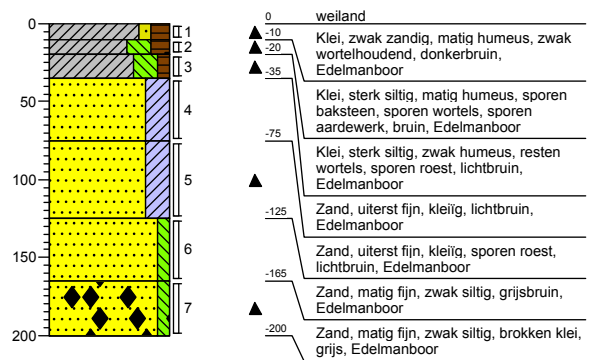 0
50
100
150
200
1
2
3
4
5
6
7
0 weiland
-10
Klei, zwak zandig, matig humeus, zwak
wortelhoudend, donkerbruin,
Edelmanboor
-20
Klei, sterk siltig, matig humeus, sporen
baksteen, sporen wortels, sporen
aardewerk, bruin, Edelmanboor
-35
Klei, sterk siltig, zwak humeus, resten
wortels, sporen roest, lichtbruin,
Edelmanboor
-75
Zand, uiterst fijn, kleiïg, lichtbruin,
Edelmanboor
-125
Zand, uiterst fijn, kleiïg, sporen roest,
lichtbruin, Edelmanboor
-165
Zand, matig fijn, zwak siltig, grijsbruin,
Edelmanboor
-200
Zand, matig fijn, zwak siltig, brokken klei,
grijs, Edelmanboor